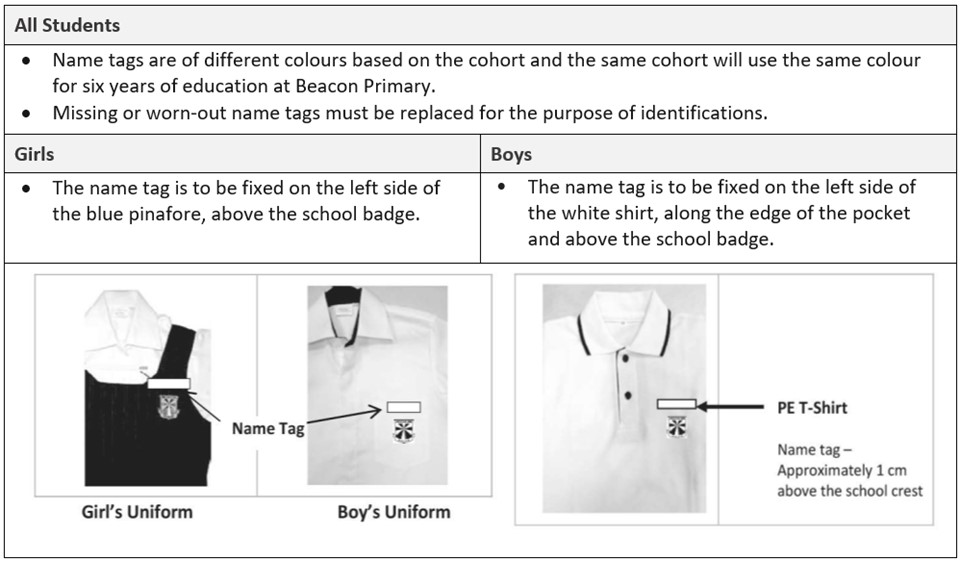 All Students
• Name tags are of different colours based on the cohort and the same cohort will use the same colour
for six years of education at Beacon Primary.
• Missing or worn-out name tags must be replaced for the purpose of identifications.
Girls
• The name tag is to be fixed on the left side of
the blue pinafore, above the school badge.
Boys
• The name tag is to be fixed on the left side of
the white shirt, along the edge of the pocket
and above the school badge.
Name Tag
Girl's Uniform
Boy's Uniform
PE T-Shirt
Name tag –
Approximately 1 cm
above the school crest